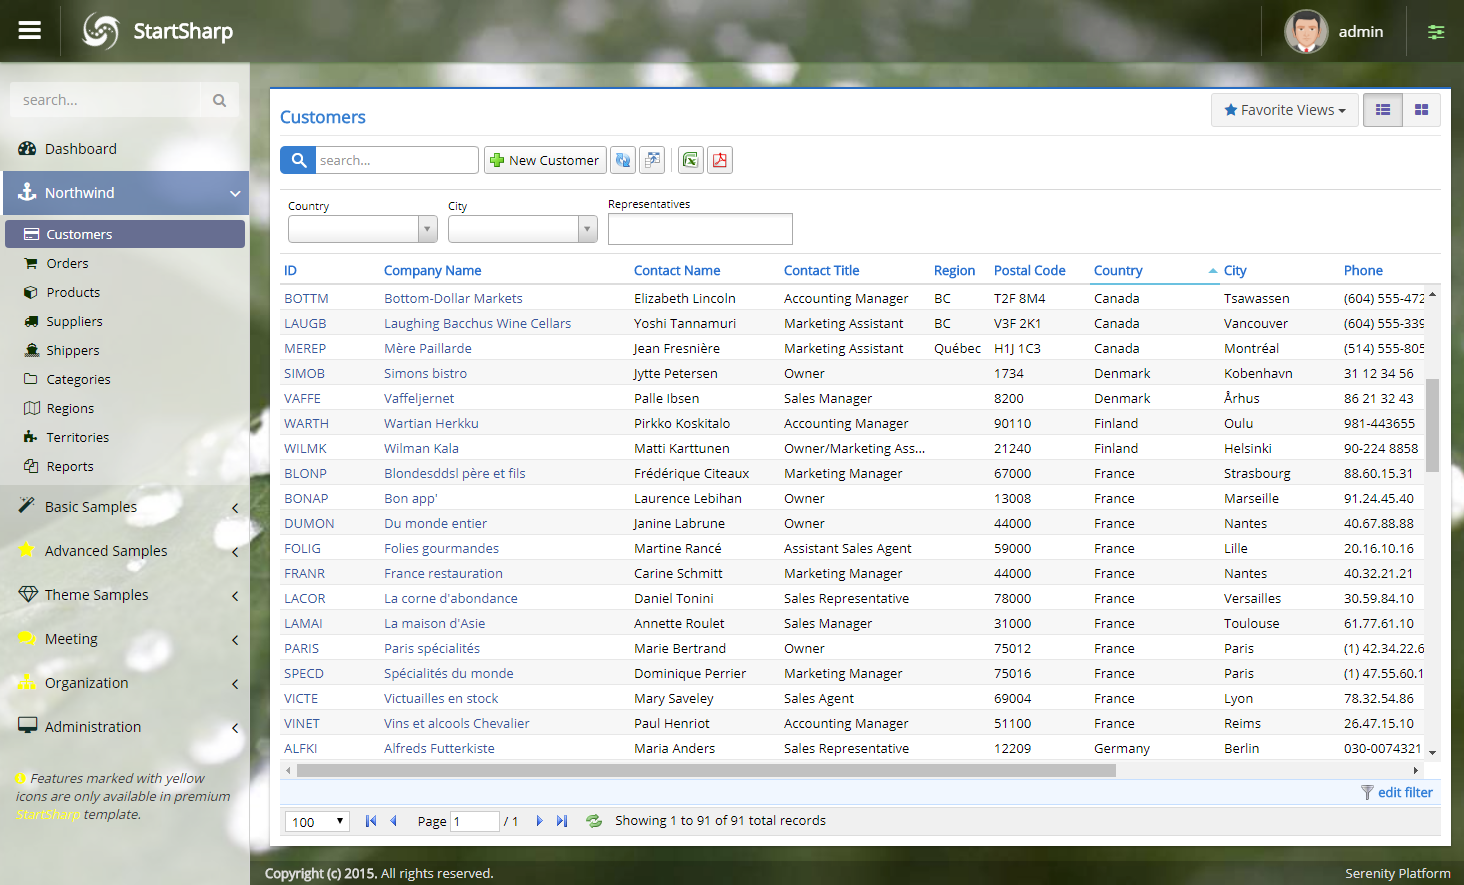 StartSharp
admin
search...
Dashboard
Northwind
Customers
Orders
Products
Suppliers
Shippers
Categories
Regions
Territories
Reports
Basic Samples
Advanced Samples
Theme Samples
Meeting
Organization
Administration
Features marked with yellow
icons are only available in premium
StartSharp template.
Customers
Favorite Views
search...
New Customer
Country City Representatives
ID Company Name Contact Name Contact Title Region Postal Code Country City Phone
BOTTM Bottom-Dollar Markets Elizabeth Lincoln Accounting Manager BC T2F 8M4 Canada Tsawassen (604) 555-472
LAUGB Laughing Bacchus Wine Cellars Yoshi Tannamuri Marketing Assistant BC V3F 2K1 Canada Vancouver (604) 555-339
MEREP Mère Paillarde Jean Fresnière Marketing Assistant Québec H1J 1C3 Canada Montréal (514) 555-805
SIMOB Simons bistro Jytte Petersen Owner 1734 Denmark Kobenhavn 31 12 34 56
VAFFE Vaffeljernet Palle Ibsen Sales Manager 8200 Denmark Århus 86 21 32 43
WARTH Wartian Herkku Pirkko Koskitalo Accounting Manager 90110 Finland Oulu 981-443655
WILMK Wilman Kala Matti Karttunen Owner/Marketing Ass... 21240 Finland Helsinki 90-224 8858
BLONP Blondesddsl père et fils Frédérique Citeaux Marketing Manager 67000 France Strasbourg 88.60.15.31
BONAP Bon app' Laurence Lebihan Owner 13008 France Marseille 91.24.45.40
DUMON Du monde entier Janine Labrune Owner 44000 France Nantes 40.67.88.88
FOLIG Folies gourmandes Martine Rancé Assistant Sales Agent 59000 France Lille 20.16.10.16
FRANR France restauration Carine Schmitt Marketing Manager 44000 France Nantes 40.32.21.21
LACOR La corne d'abondance Daniel Tonini Sales Representative 78000 France Versailles 30.59.84.10
LAMAI La maison d'Asie Annette Roulet Sales Manager 31000 France Toulouse 61.77.61.10
PARIS Paris spécialités Marie Bertrand Owner 75012 France Paris (1) 42.34.22.6
SPECD Spécialités du monde Dominique Perrier Marketing Manager 75016 France Paris (1) 47.55.60.1
VICTE Victuailles en stock Mary Saveley Sales Agent 69004 France Lyon 78.32.54.86
VINET Vins et alcools Chevalier Paul Henriot Accounting Manager 51100 France Reims 26.47.15.10
ALFKI Alfreds Futterkiste Maria Anders Sales Representative 12209 Germany Berlin 030-0074321
edit filter
100 Page 1 / 1 Showing 1 to 91 of 91 total records
Copyright (c) 2015. All rights reserved.
Serenity Platform